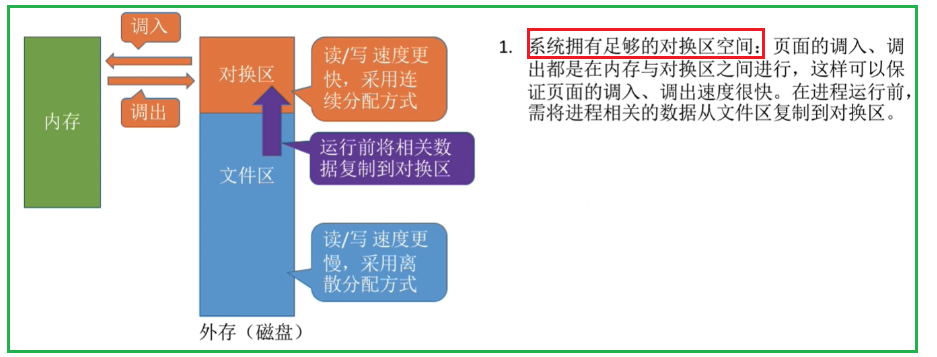 调入
调出
内存
对换区
文件区
外存（磁盘）
读/写 速度更
快，采用连
续分配方式
运行前将相关数
据复制到对换区
读/写 速度更
慢，采用离
散分配方式
1. 系统拥有足够的对换区空间：页面的调入、调
出都是在内存与对换区之间进行，这样可以保
证页面的调入、调出速度很快。在进程运行前，
需将进程相关的数据从文件区复制到对换区。